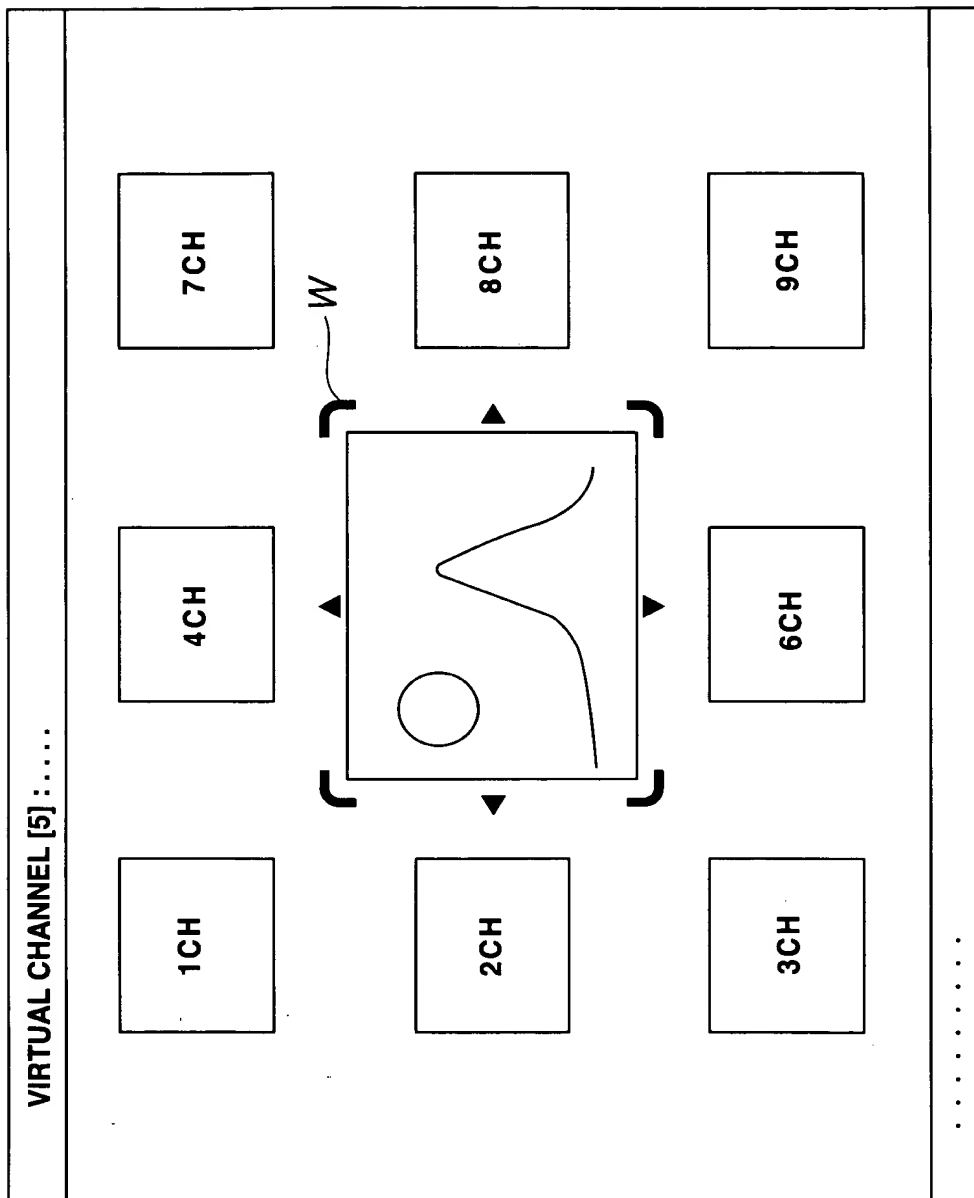 VIRTUAL CHANNEL [5] : . . . .
1CH 4CH 7CH
W
2CH 8CH
3CH 6CH 9CH
. . . . . . . . .